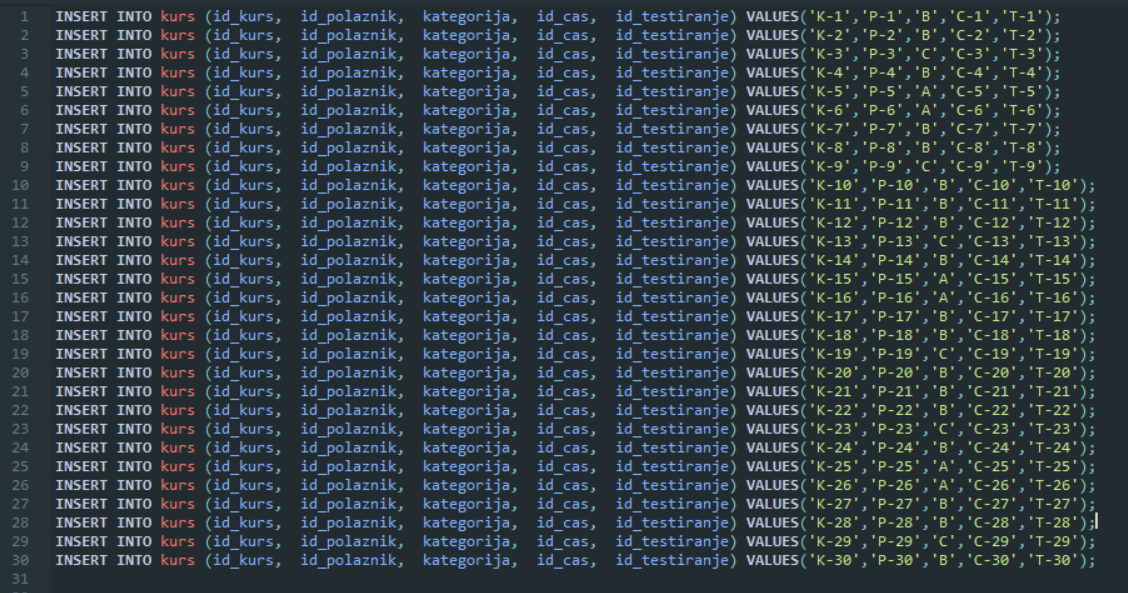 1 INSERT INTO kurs (id_kurs, id_polaznik, kategorija, id_cas, id_testiranje) VALUES('K-1','P-1','B','C-1','T-1');
2 INSERT INTO kurs (id_kurs, id_polaznik, kategorija, id_cas, id_testiranje) VALUES('K-2','P-2','B','C-2','T-2');
3 INSERT INTO kurs (id_kurs, id_polaznik, kategorija, id_cas, id_testiranje) VALUES('K-3','P-3','C','C-3','T-3');
4 INSERT INTO kurs (id_kurs, id_polaznik, kategorija, id_cas, id_testiranje) VALUES('K-4','P-4','B','C-4','T-4');
5 INSERT INTO kurs (id_kurs, id_polaznik, kategorija, id_cas, id_testiranje) VALUES('K-5','P-5','A','C-5','T-5');
6 INSERT INTO kurs (id_kurs, id_polaznik, kategorija, id_cas, id_testiranje) VALUES('K-6','P-6','A','C-6','T-6');
7 INSERT INTO kurs (id_kurs, id_polaznik, kategorija, id_cas, id_testiranje) VALUES('K-7','P-7','B','C-7','T-7');
8 INSERT INTO kurs (id_kurs, id_polaznik, kategorija, id_cas, id_testiranje) VALUES('K-8','P-8','B','C-8','T-8');
9 INSERT INTO kurs (id_kurs, id_polaznik, kategorija, id_cas, id_testiranje) VALUES('K-9','P-9','C','C-9','T-9');
10 INSERT INTO kurs (id_kurs, id_polaznik, kategorija, id_cas, id_testiranje) VALUES('K-10','P-10','B','C-10','T-10');
11 INSERT INTO kurs (id_kurs, id_polaznik, kategorija, id_cas, id_testiranje) VALUES('K-11','P-11','B','C-11','T-11');
12 INSERT INTO kurs (id_kurs, id_polaznik, kategorija, id_cas, id_testiranje) VALUES('K-12','P-12','B','C-12','T-12');
13 INSERT INTO kurs (id_kurs, id_polaznik, kategorija, id_cas, id_testiranje) VALUES('K-13','P-13','C','C-13','T-13');
14 INSERT INTO kurs (id_kurs, id_polaznik, kategorija, id_cas, id_testiranje) VALUES('K-14','P-14','B','C-14','T-14');
15 INSERT INTO kurs (id_kurs, id_polaznik, kategorija, id_cas, id_testiranje) VALUES('K-15','P-15','A','C-15','T-15');
16 INSERT INTO kurs (id_kurs, id_polaznik, kategorija, id_cas, id_testiranje) VALUES('K-16','P-16','A','C-16','T-16');
17 INSERT INTO kurs (id_kurs, id_polaznik, kategorija, id_cas, id_testiranje) VALUES('K-17','P-17','B','C-17','T-17');
18 INSERT INTO kurs (id_kurs, id_polaznik, kategorija, id_cas, id_testiranje) VALUES('K-18','P-18','B','C-18','T-18');
19 INSERT INTO kurs (id_kurs, id_polaznik, kategorija, id_cas, id_testiranje) VALUES('K-19','P-19','C','C-19','T-19');
20 INSERT INTO kurs (id_kurs, id_polaznik, kategorija, id_cas, id_testiranje) VALUES('K-20','P-20','B','C-20','T-20');
21 INSERT INTO kurs (id_kurs, id_polaznik, kategorija, id_cas, id_testiranje) VALUES('K-21','P-21','B','C-21','T-21');
22 INSERT INTO kurs (id_kurs, id_polaznik, kategorija, id_cas, id_testiranje) VALUES('K-22','P-22','B','C-22','T-22');
23 INSERT INTO kurs (id_kurs, id_polaznik, kategorija, id_cas, id_testiranje) VALUES('K-23','P-23','C','C-23','T-23');
24 INSERT INTO kurs (id_kurs, id_polaznik, kategorija, id_cas, id_testiranje) VALUES('K-24','P-24','B','C-24','T-24');
25 INSERT INTO kurs (id_kurs, id_polaznik, kategorija, id_cas, id_testiranje) VALUES('K-25','P-25','A','C-25','T-25');
26 INSERT INTO kurs (id_kurs, id_polaznik, kategorija, id_cas, id_testiranje) VALUES('K-26','P-26','A','C-26','T-26');
27 INSERT INTO kurs (id_kurs, id_polaznik, kategorija, id_cas, id_testiranje) VALUES('K-27','P-27','B','C-27','T-27');
28 INSERT INTO kurs (id_kurs, id_polaznik, kategorija, id_cas, id_testiranje) VALUES('K-28','P-28','B','C-28','T-28');
29 INSERT INTO kurs (id_kurs, id_polaznik, kategorija, id_cas, id_testiranje) VALUES('K-29','P-29','C','C-29','T-29');
30 INSERT INTO kurs (id_kurs, id_polaznik, kategorija, id_cas, id_testiranje) VALUES('K-30','P-30','B','C-30','T-30');
31